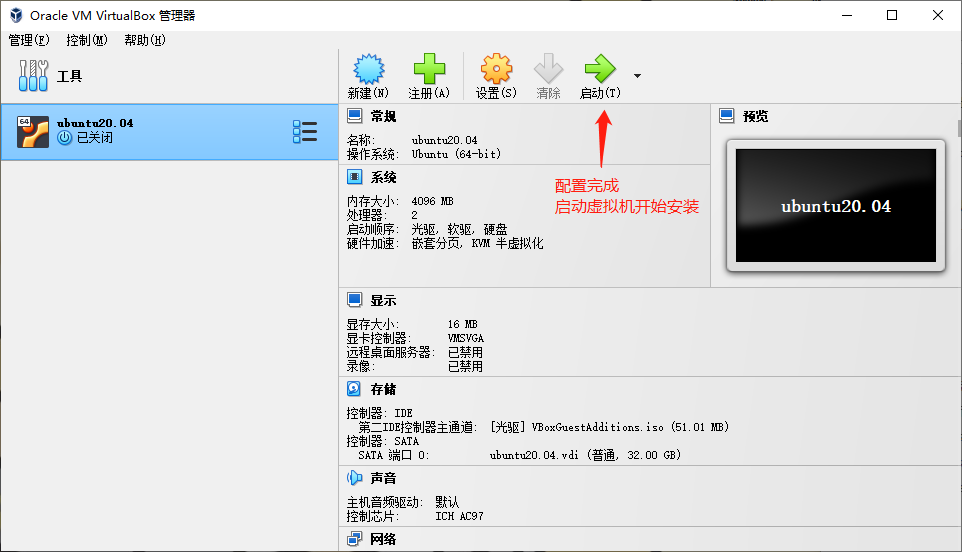 Oracle VM VirtualBox 管理器
管理(F) 控制(M) 帮助(H)
工具
新建(N) 注册(A) 设置(S) 清除 启动(T)
64
ubuntu20.04
已关闭
常规
名称: ubuntu20.04
操作系统: Ubuntu (64-bit)
系统
内存大小: 4096 MB
处理器: 2
启动顺序: 光驱, 软驱, 硬盘
硬件加速: 嵌套分页, KVM 半虚拟化
配置完成
启动虚拟机开始安装
预览
ubuntu20.04
显示
显存大小: 16 MB
显卡控制器: VMSVGA
远程桌面服务器: 已禁用
录像: 已禁用
存储
控制器: IDE
第二IDE控制器主通道: [光驱] VBoxGuestAdditions.iso (51.01 MB)
控制器: SATA
SATA 端口 0: ubuntu20.04.vdi (普通, 32.00 GB)
声音
主机音频驱动: 默认
控制芯片: ICH AC97
网络